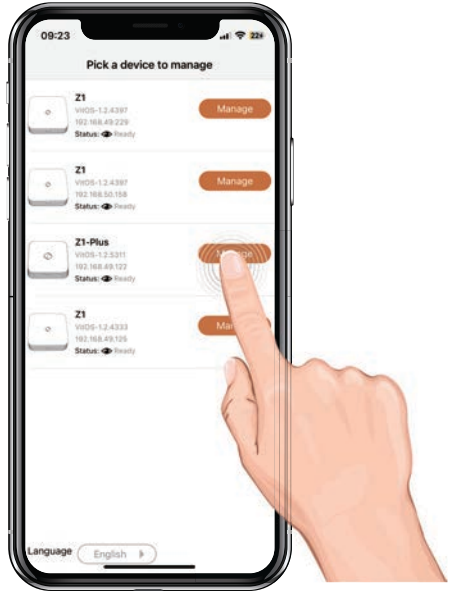 09:23
22+
Pick a device to manage
Z1
VitOS-1.2.4397
192.168.49.229
Status: Ready
Manage
Z1
VitOS-1.2.4397
192.168.50.158
Status: Ready
Manage
Z1-Plus
VitOS-1.2.5311
192.168.49.122
Status: Ready
Z1
VitOS-1.2.4333
192.168.49.125
Status: Ready
Language English